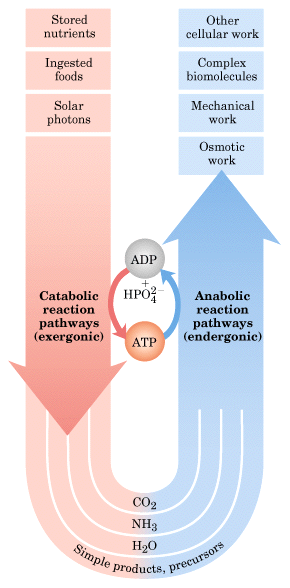 Stored
nutrients
Ingested
foods
Solar
photons
Other
cellular work
Complex
biomolecules
Mechanical
work
Osmotic
work
ADP
+
HPO₄²⁻
ATP
Catabolic
reaction
pathways
(exergonic)
Anabolic
reaction
pathways
(endergonic)
CO₂
NH₃
H₂O
Simple products, precursors